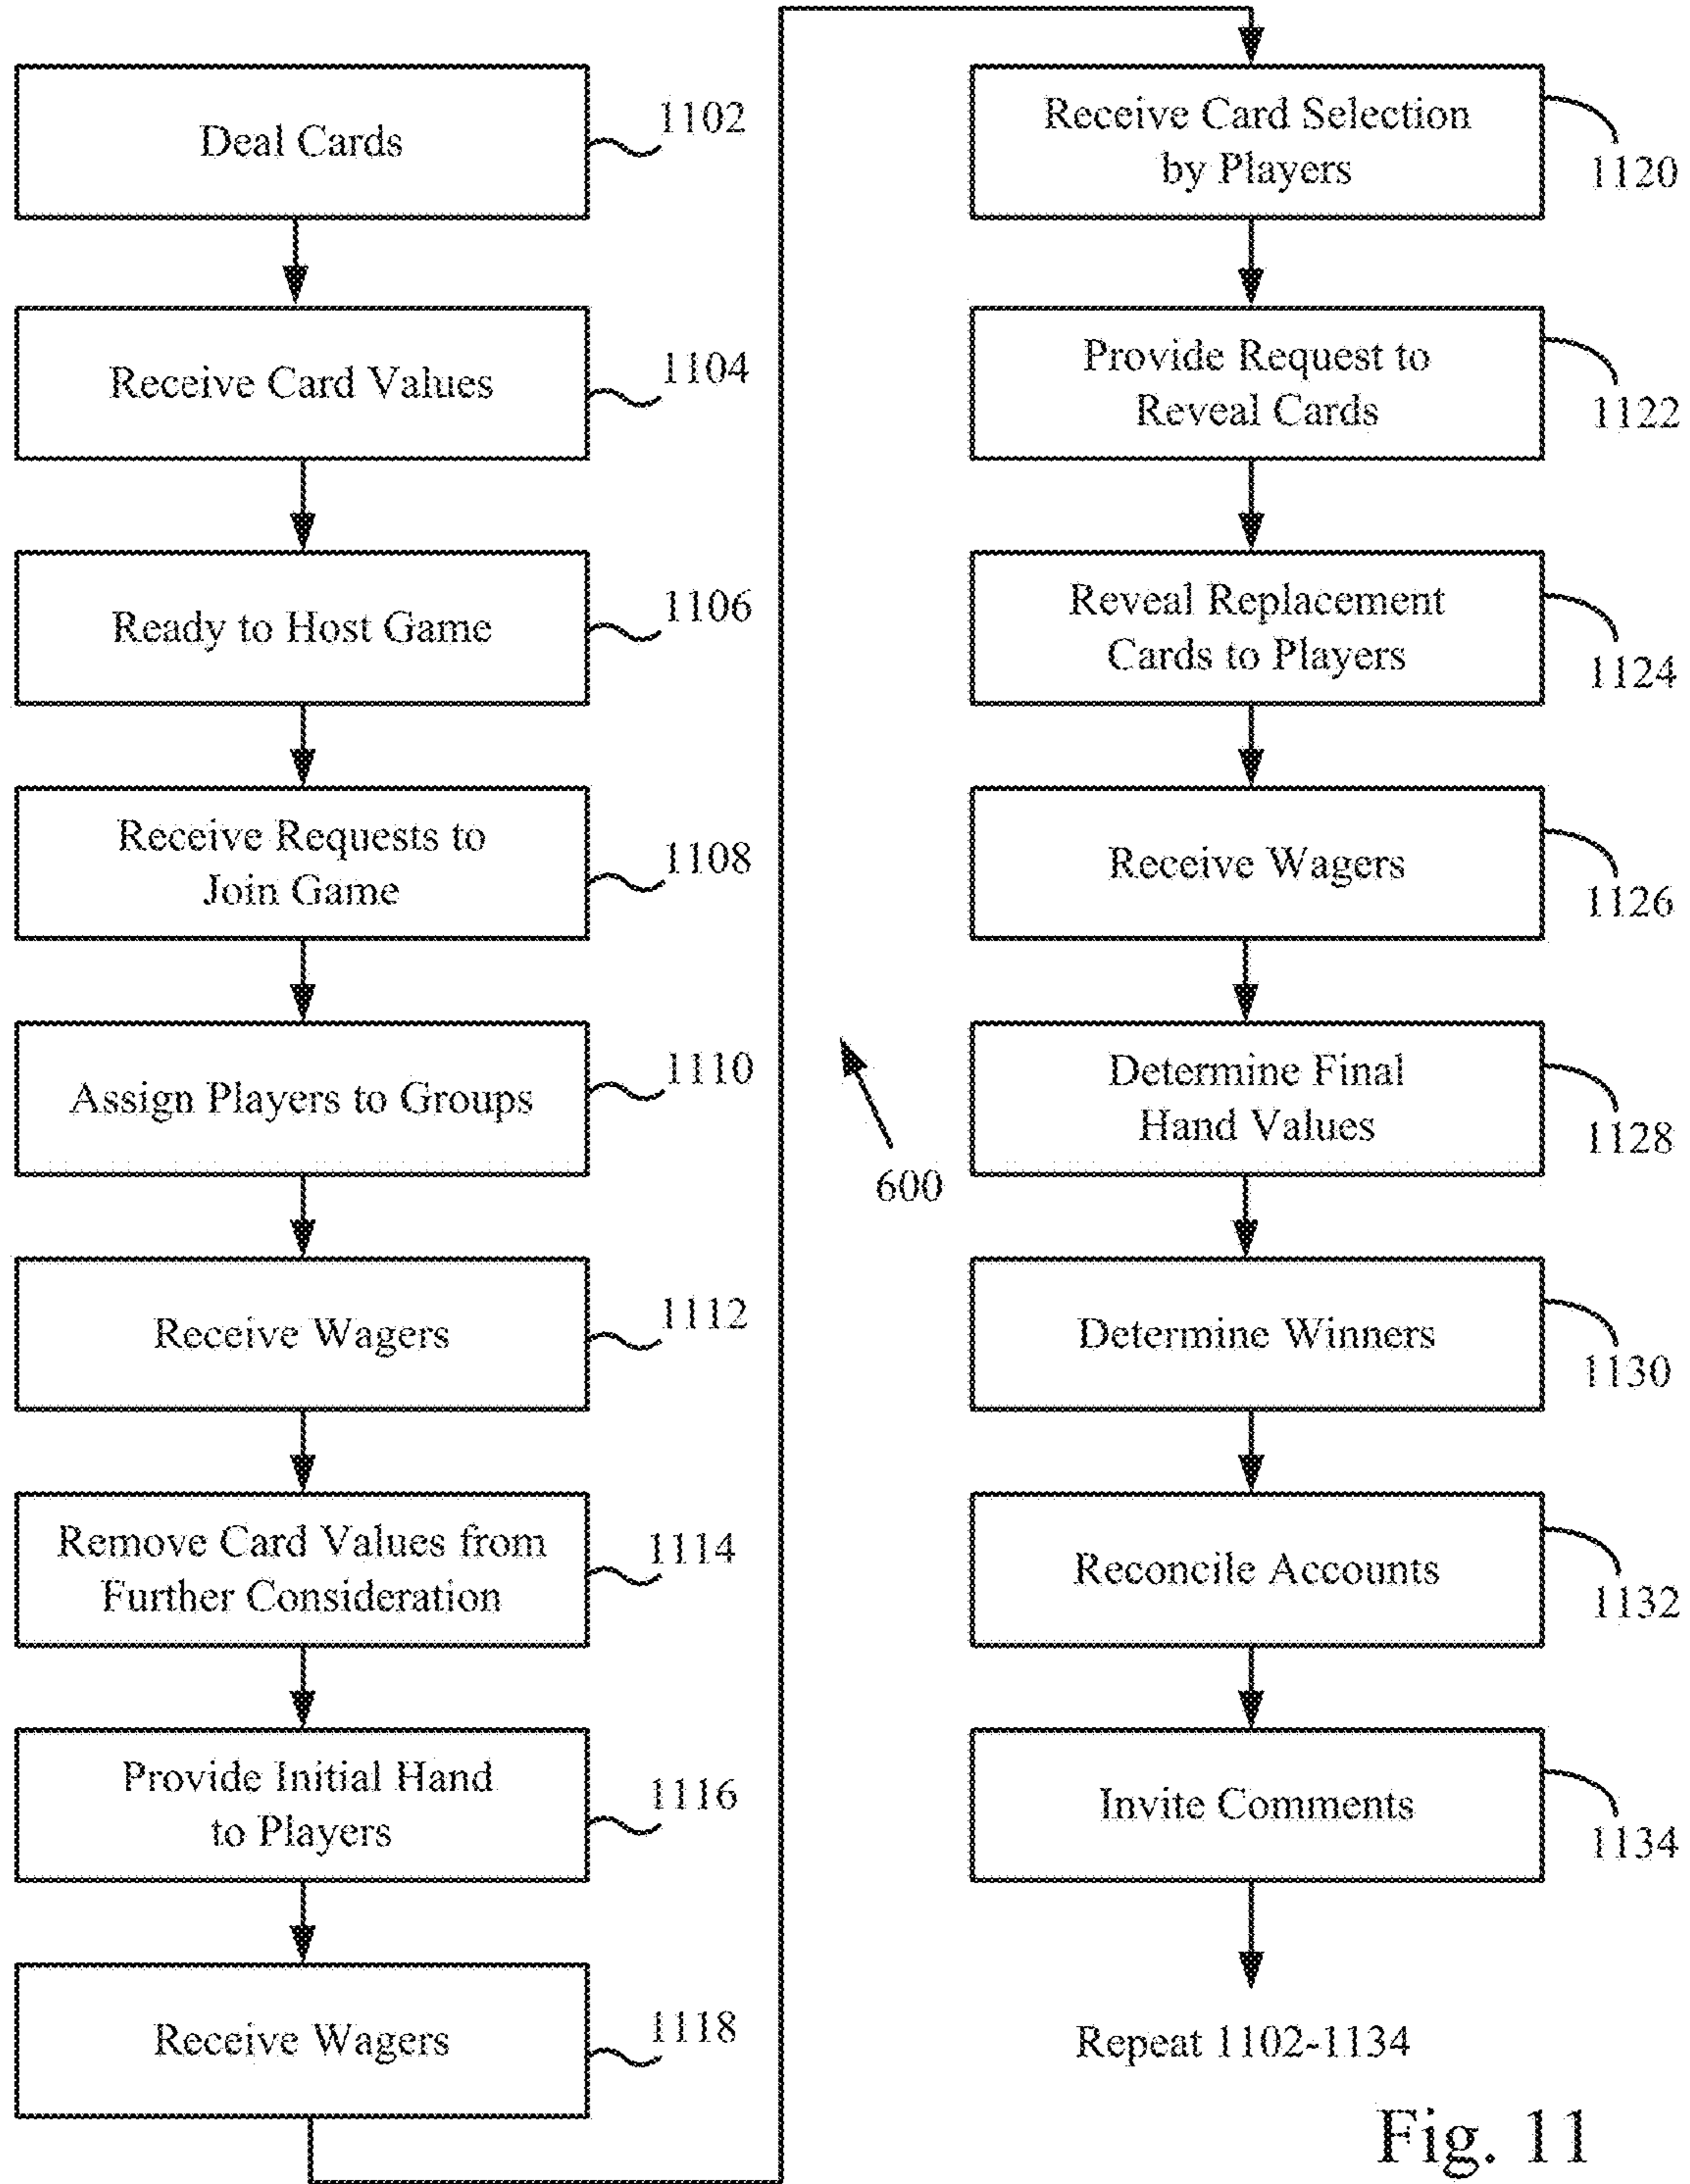 Deal Cards
1102
Receive Card Values
1104
Ready to Host Game
1106
Receive Requests to
Join Game
1108
Assign Players to Groups
1110
Receive Wagers
1112
Remove Card Values from
Further Consideration
1114
Provide Initial Hand
to Players
1116
Receive Wagers
1118
Receive Card Selection
by Players
1120
Provide Request to
Reveal Cards
1122
Reveal Replacement
Cards to Players
1124
Receive Wagers
1126
Determine Final
Hand Values
1128
600
Determine Winners
1130
Reconcile Accounts
1132
Invite Comments
1134
Repeat 1102-1134
Fig. 11